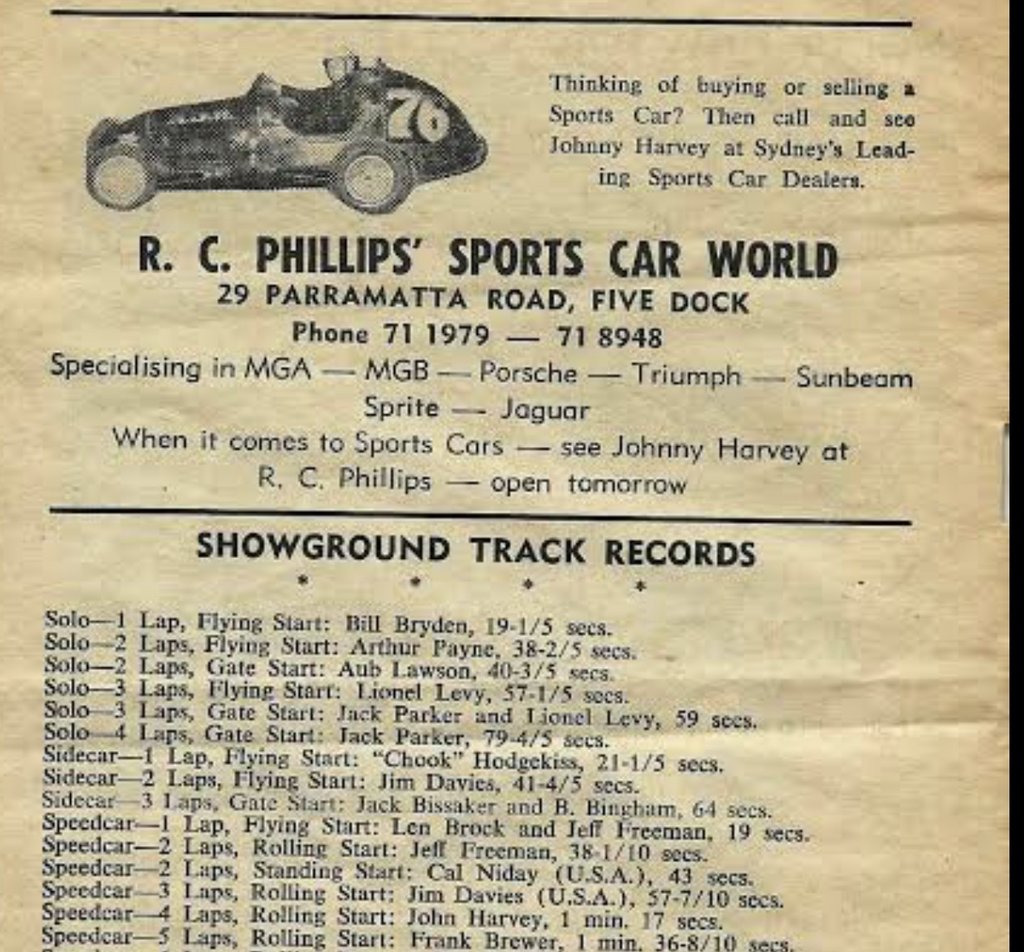 76
Thinking of buying or selling a
Sports Car? Then call and see
Johnny Harvey at Sydney's Lead-
ing Sports Car Dealers.
R. C. PHILLIPS' SPORTS CAR WORLD
29 PARRAMATTA ROAD, FIVE DOCK
Phone 71 1979 — 71 8948
Specialising in MGA — MGB — Porsche — Triumph — Sunbeam
Sprite — Jaguar
When it comes to Sports Cars — see Johnny Harvey at
R. C. Phillips — open tomorrow
SHOWGROUND TRACK RECORDS
* * * *
Solo—1 Lap, Flying Start: Bill Bryden, 19-1/5 secs.
Solo—2 Laps, Flying Start: Arthur Payne, 38-2/5 secs.
Solo—2 Laps, Gate Start: Aub Lawson, 40-3/5 secs.
Solo—3 Laps, Flying Start: Lionel Levy, 57-1/5 secs.
Solo—3 Laps, Gate Start: Jack Parker and Lionel Levy, 59 secs.
Solo—4 Laps, Gate Start: Jack Parker, 79-4/5 secs.
Sidecar—1 Lap, Flying Start: "Chook" Hodgekiss, 21-1/5 secs.
Sidecar—2 Laps, Flying Start: Jim Davies, 41-4/5 secs.
Sidecar—3 Laps, Gate Start: Jack Bissaker and B. Bingham, 64 secs.
Speedcar—1 Lap, Flying Start: Len Brock and Jeff Freeman, 19 secs.
Speedcar—2 Laps, Rolling Start: Jeff Freeman, 38-1/10 secs.
Speedcar—2 Laps, Standing Start: Cal Niday (U.S.A.), 43 secs.
Speedcar—3 Laps, Rolling Start: Jim Davies (U.S.A.), 57-7/10 secs.
Speedcar—4 Laps, Rolling Start: John Harvey, 1 min. 17 secs.
Speedcar—5 Laps, Rolling Start: Frank Brewer, 1 min. 36-8/10 secs.